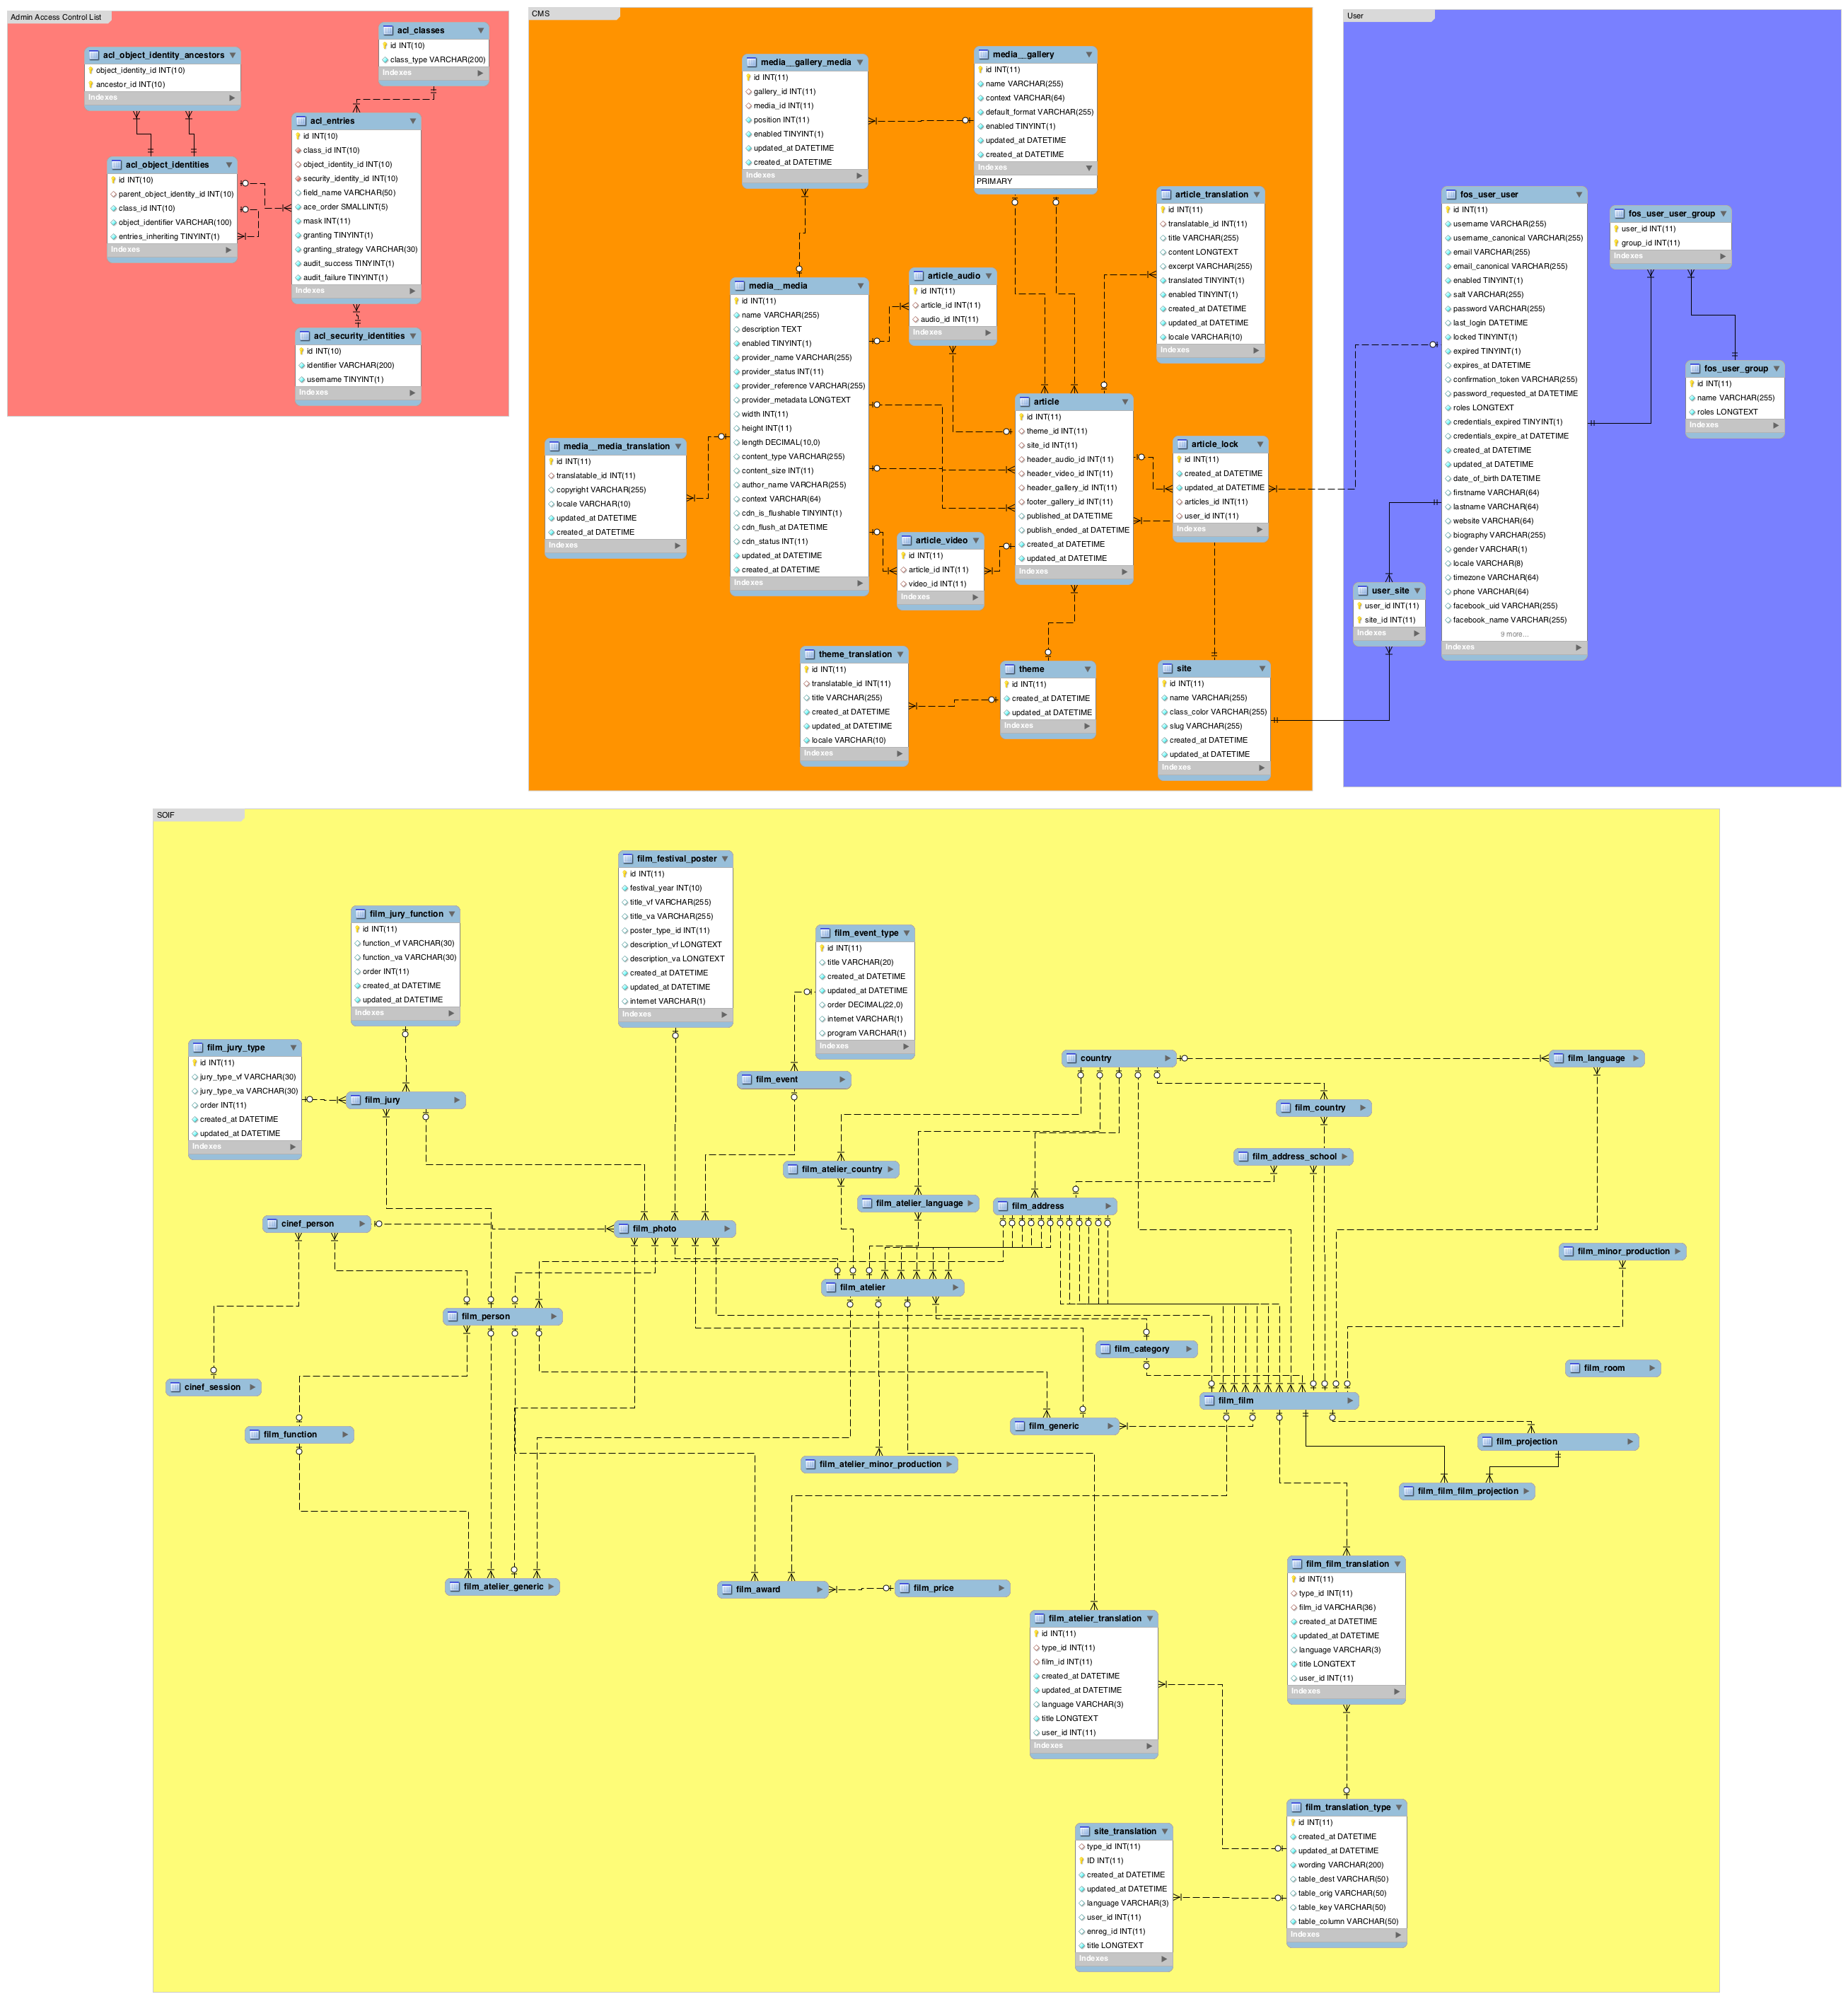 Admin Access Control List
acl_classes
id INT(10)
class_type VARCHAR(200)
Indexes
acl_object_identity_ancestors
object_identity_id INT(10)
ancestor_id INT(10)
Indexes
acl_entries
id INT(10)
class_id INT(10)
object_identity_id INT(10)
security_identity_id INT(10)
field_name VARCHAR(50)
ace_order SMALLINT(5)
mask INT(11)
granting TINYINT(1)
granting_strategy VARCHAR(30)
audit_success TINYINT(1)
audit_failure TINYINT(1)
Indexes
acl_object_identities
id INT(10)
parent_object_identity_id INT(10)
class_id INT(10)
object_identifier VARCHAR(100)
entries_inheriting TINYINT(1)
Indexes
acl_security_identities
id INT(10)
identifier VARCHAR(200)
username TINYINT(1)
Indexes
CMS
media__gallery_media
id INT(11)
gallery_id INT(11)
media_id INT(11)
position INT(11)
enabled TINYINT(1)
updated_at DATETIME
created_at DATETIME
Indexes
media__gallery
id INT(11)
name VARCHAR(255)
context VARCHAR(64)
default_format VARCHAR(255)
enabled TINYINT(1)
updated_at DATETIME
created_at DATETIME
Indexes
PRIMARY
article_translation
id INT(11)
translatable_id INT(11)
title VARCHAR(255)
content LONGTEXT
excerpt VARCHAR(255)
translated TINYINT(1)
enabled TINYINT(1)
created_at DATETIME
updated_at DATETIME
locale VARCHAR(10)
Indexes
media__media
id INT(11)
name VARCHAR(255)
description TEXT
enabled TINYINT(1)
provider_name VARCHAR(255)
provider_status INT(11)
provider_reference VARCHAR(255)
provider_metadata LONGTEXT
width INT(11)
height INT(11)
length DECIMAL(10,0)
content_type VARCHAR(255)
content_size INT(11)
author_name VARCHAR(255)
context VARCHAR(64)
cdn_is_flushable TINYINT(1)
cdn_flush_at DATETIME
cdn_status INT(11)
updated_at DATETIME
created_at DATETIME
Indexes
article_audio
id INT(11)
article_id INT(11)
audio_id INT(11)
Indexes
article
id INT(11)
theme_id INT(11)
site_id INT(11)
header_audio_id INT(11)
header_video_id INT(11)
header_gallery_id INT(11)
footer_gallery_id INT(11)
published_at DATETIME
publish_ended_at DATETIME
created_at DATETIME
updated_at DATETIME
Indexes
article_lock
id INT(11)
created_at DATETIME
updated_at DATETIME
articles_id INT(11)
user_id INT(11)
Indexes
media__media_translation
id INT(11)
translatable_id INT(11)
copyright VARCHAR(255)
locale VARCHAR(10)
updated_at DATETIME
created_at DATETIME
Indexes
article_video
id INT(11)
article_id INT(11)
video_id INT(11)
Indexes
theme_translation
id INT(11)
translatable_id INT(11)
title VARCHAR(255)
created_at DATETIME
updated_at DATETIME
locale VARCHAR(10)
Indexes
theme
id INT(11)
created_at DATETIME
updated_at DATETIME
Indexes
site
id INT(11)
name VARCHAR(255)
class_color VARCHAR(255)
slug VARCHAR(255)
created_at DATETIME
updated_at DATETIME
Indexes
User
fos_user_user
id INT(11)
username VARCHAR(255)
username_canonical VARCHAR(255)
email VARCHAR(255)
email_canonical VARCHAR(255)
enabled TINYINT(1)
salt VARCHAR(255)
password VARCHAR(255)
last_login DATETIME
locked TINYINT(1)
expired TINYINT(1)
expires_at DATETIME
confirmation_token VARCHAR(255)
password_requested_at DATETIME
roles LONGTEXT
credentials_expired TINYINT(1)
credentials_expire_at DATETIME
created_at DATETIME
updated_at DATETIME
date_of_birth DATETIME
firstname VARCHAR(64)
lastname VARCHAR(64)
website VARCHAR(64)
biography VARCHAR(255)
gender VARCHAR(1)
locale VARCHAR(8)
timezone VARCHAR(64)
phone VARCHAR(64)
facebook_uid VARCHAR(255)
facebook_name VARCHAR(255)
9 more...
Indexes
fos_user_user_group
user_id INT(11)
group_id INT(11)
Indexes
fos_user_group
id INT(11)
name VARCHAR(255)
roles LONGTEXT
Indexes
user_site
user_id INT(11)
site_id INT(11)
Indexes
SOIF
film_festival_poster
id INT(11)
festival_year INT(10)
title_vf VARCHAR(255)
title_va VARCHAR(255)
poster_type_id INT(11)
description_vf LONGTEXT
description_va LONGTEXT
created_at DATETIME
updated_at DATETIME
internet VARCHAR(1)
Indexes
film_jury_function
id INT(11)
function_vf VARCHAR(30)
function_va VARCHAR(30)
order INT(11)
created_at DATETIME
updated_at DATETIME
Indexes
film_event_type
id INT(11)
title VARCHAR(20)
created_at DATETIME
updated_at DATETIME
order DECIMAL(22,0)
internet VARCHAR(1)
program VARCHAR(1)
Indexes
film_jury_type
id INT(11)
jury_type_vf VARCHAR(30)
jury_type_va VARCHAR(30)
order INT(11)
created_at DATETIME
updated_at DATETIME
Indexes
film_jury
film_event
country
film_language
film_country
film_address_school
film_atelier_country
film_atelier_language
film_address
cinef_person
film_photo
film_minor_production
film_atelier
film_person
film_category
film_room
cinef_session
film_film
film_function
film_generic
film_projection
film_atelier_minor_production
film_film_film_projection
film_atelier_generic
film_award
film_price
film_film_translation
id INT(11)
type_id INT(11)
film_id VARCHAR(36)
created_at DATETIME
updated_at DATETIME
language VARCHAR(3)
title LONGTEXT
user_id INT(11)
Indexes
film_atelier_translation
id INT(11)
type_id INT(11)
film_id INT(11)
created_at DATETIME
updated_at DATETIME
language VARCHAR(3)
title LONGTEXT
user_id INT(11)
Indexes
film_translation_type
id INT(11)
created_at DATETIME
updated_at DATETIME
wording VARCHAR(200)
table_dest VARCHAR(50)
table_orig VARCHAR(50)
table_key VARCHAR(50)
table_column VARCHAR(50)
Indexes
site_translation
type_id INT(11)
ID INT(11)
created_at DATETIME
updated_at DATETIME
language VARCHAR(3)
user_id INT(11)
enreg_id INT(11)
title LONGTEXT
Indexes